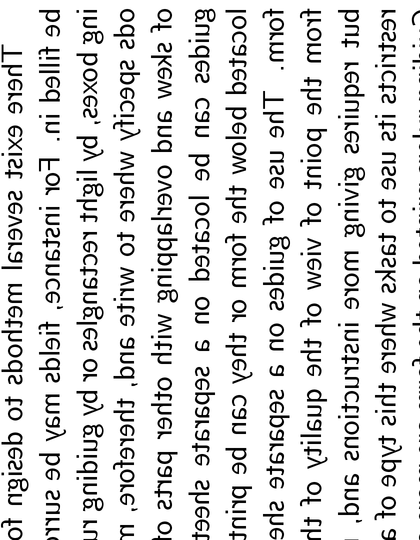 There exist several methods to design fo
be filled in. For instance, fields may be surro
ing boxes, by light rectangles or by guiding ru
ods specify where to write and, therefore, m
of skew and overlapping with other parts of
guides can be located on a separate sheet
located below the form or they can be print
form. The use of guides on a separate she
from the point of view of the quality of th
but requires giving more instructions and,
restricts its use to tasks where this type of a